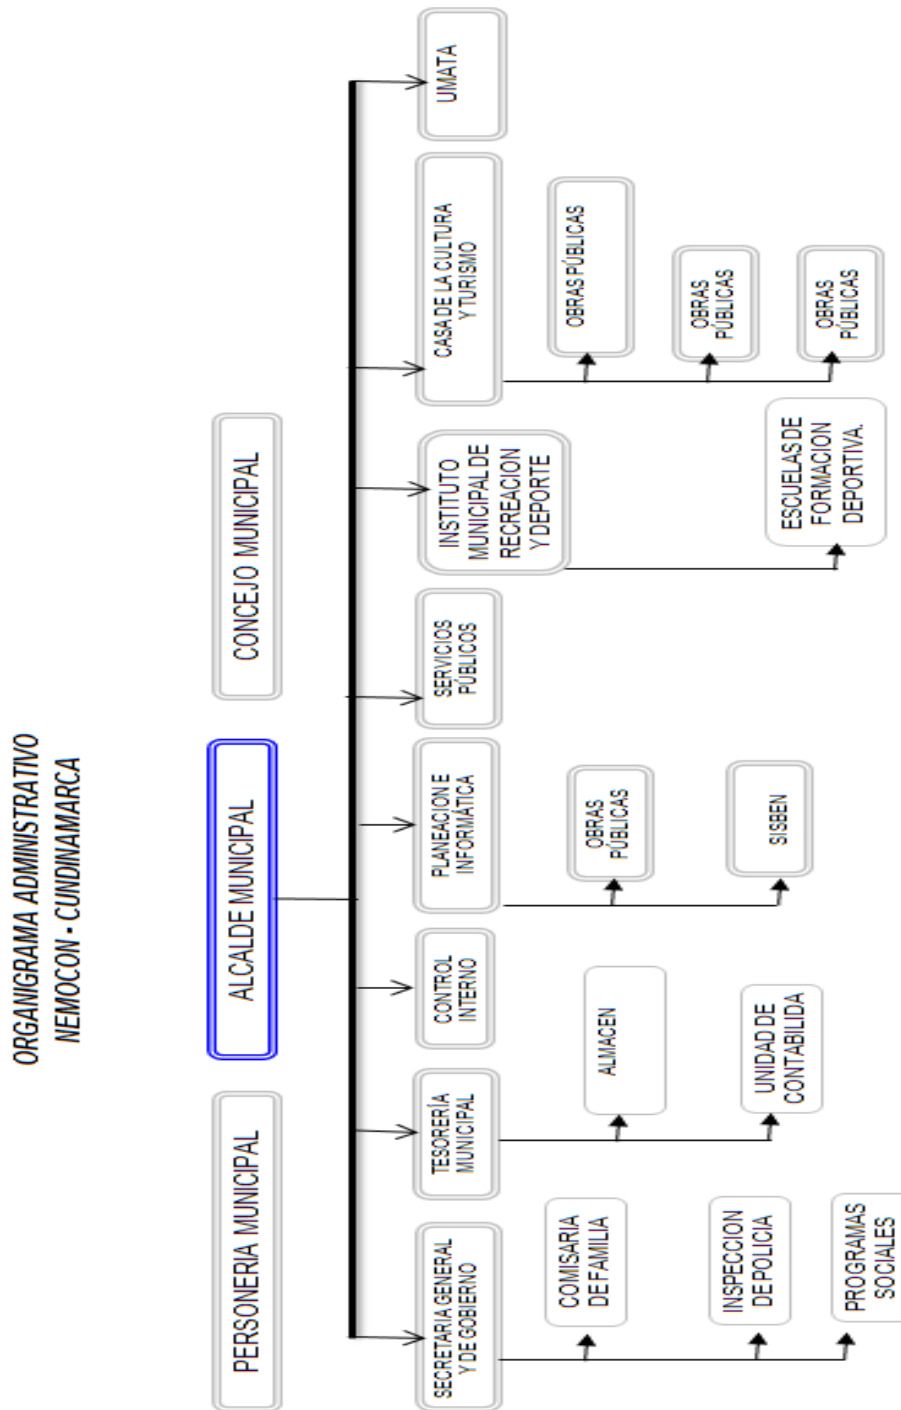 ORGANIGRAMA ADMINISTRATIVO
NEMOCON - CUNDINAMARCA
PERSONERIA MUNICIPAL
ALCALDE MUNICIPAL
CONCEJO MUNICIPAL
SECRETARIA GENERAL
Y DE GOBIERNO
TESORERÍA
MUNICIPAL
CONTROL
INTERNO
PLANEACION E
INFORMÁTICA
SERVICIOS
PÚBLICOS
INSTITUTO
MUNICIPAL DE
RECREACION
Y DEPORTE
CASA DE LA CULTURA
Y TURISMO
UMATA
COMISARIA
DE FAMILIA
INSPECCION
DE POLICIA
PROGRAMAS
SOCIALES
ALMACEN
UNIDAD DE
CONTABILIDA
OBRAS
PÚBLICAS
SISBEN
ESCUELAS DE
FORMACION
DEPORTIVA.
OBRAS PÚBLICAS
OBRAS
PÚBLICAS
OBRAS
PÚBLICAS